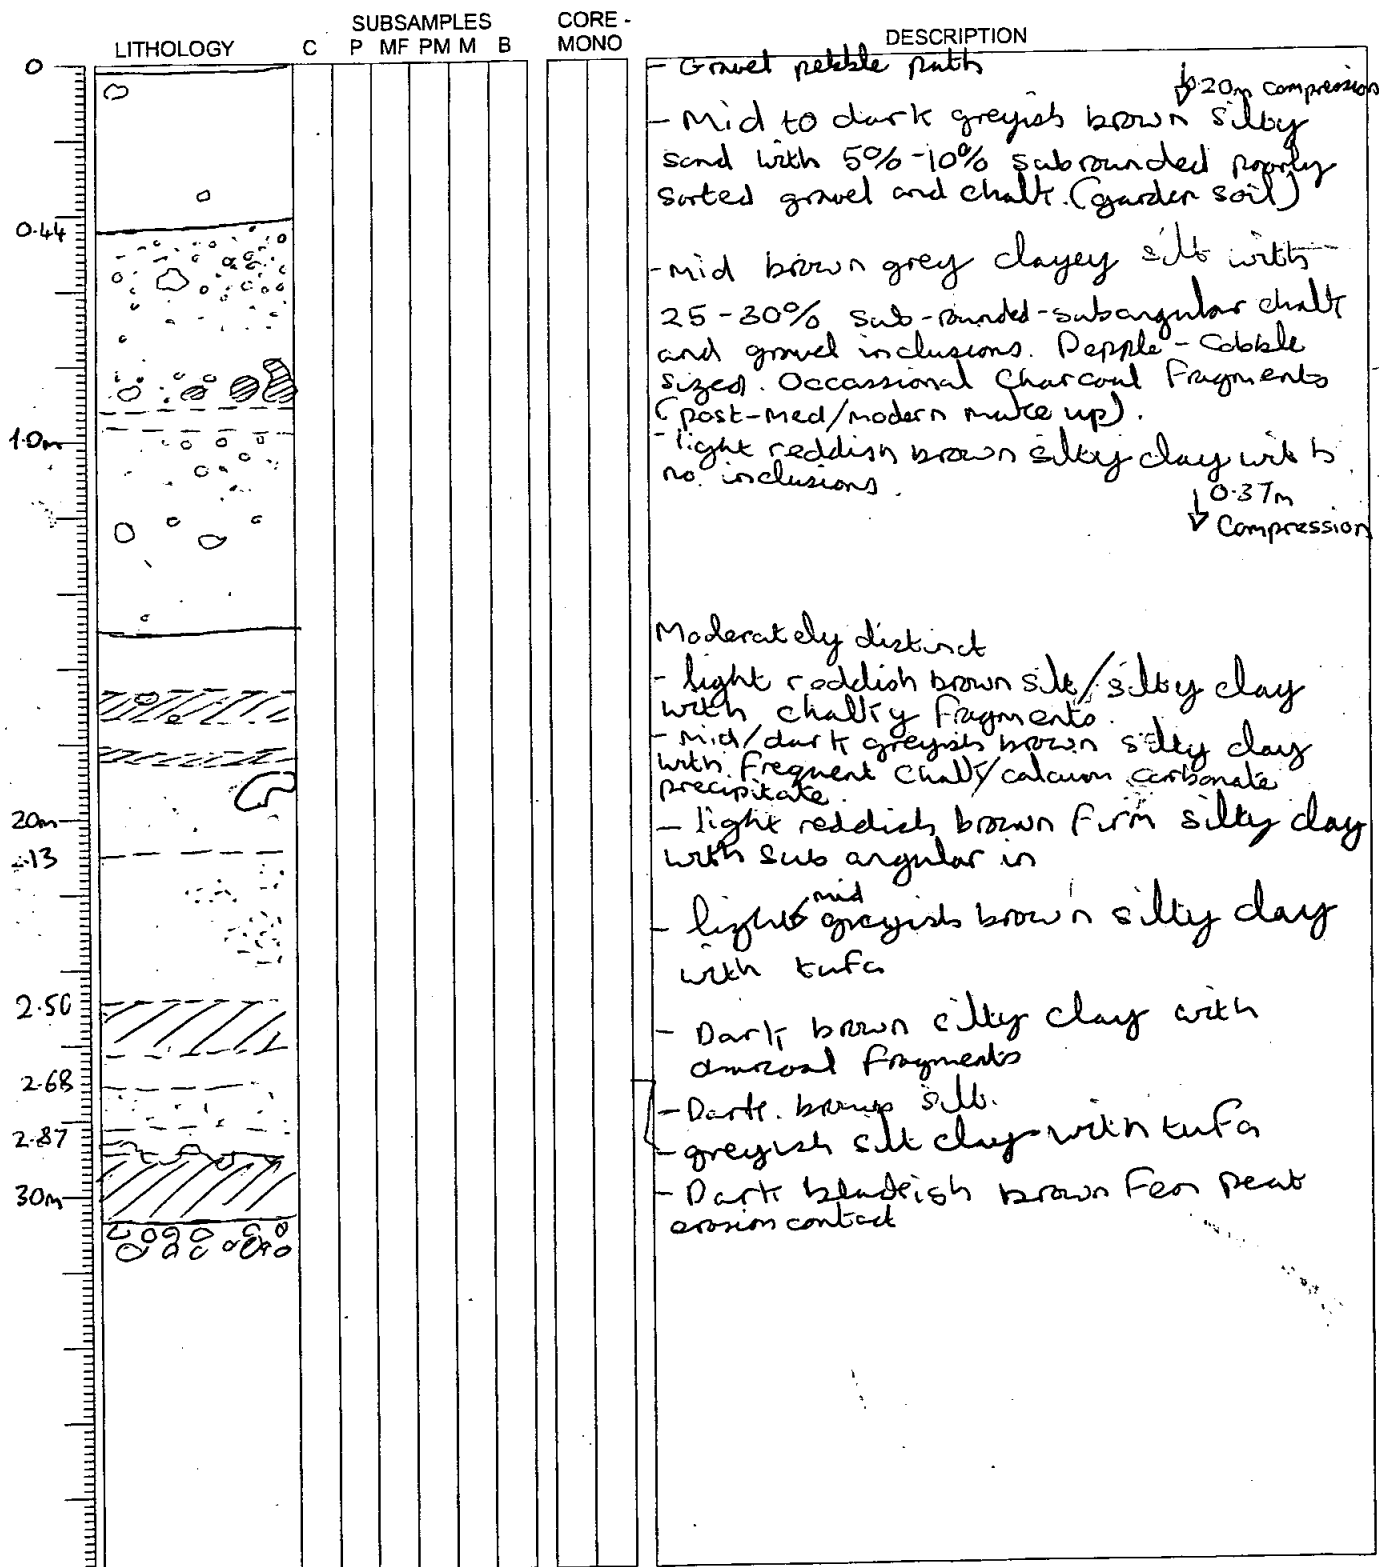 SUBSAMPLES
CORE -
LITHOLOGY C P MF PM M B MONO DESCRIPTION
0
- Gravel pebble path
0.20m compression
- Mid to dark greyish brown silty
sand with 5%-10% subrounded poorly
sorted gravel and chalk. (garden soil)
0.44
- mid brown grey clayey silt with
25-30% sub-rounded-subangular chalk
and gravel inclusions. Pepple-Cobble
sized. Occassional Charcoal Fragments
(post-med/modern make up).
1.0m
- light reddish brown silty clay with
no inclusions.
0.37m
Compression
Moderately distinct
- light reddish brown silt/silty clay
with chalky fragments.
- Mid/dark greyish brown silty clay
with frequent chalk/calcium carbonate
precipitate.
20m
- light reddish brown firm silty clay
with sub angular in
2.13
- light mid greyish brown silty clay
with tufa
2.50
- Dark brown silty clay with
charcoal fragments
2.68
- Dark brown silt.
2.87
- greyish silt clay with tufa
30m
- Dark blackish brown Fen peat
erosion contact